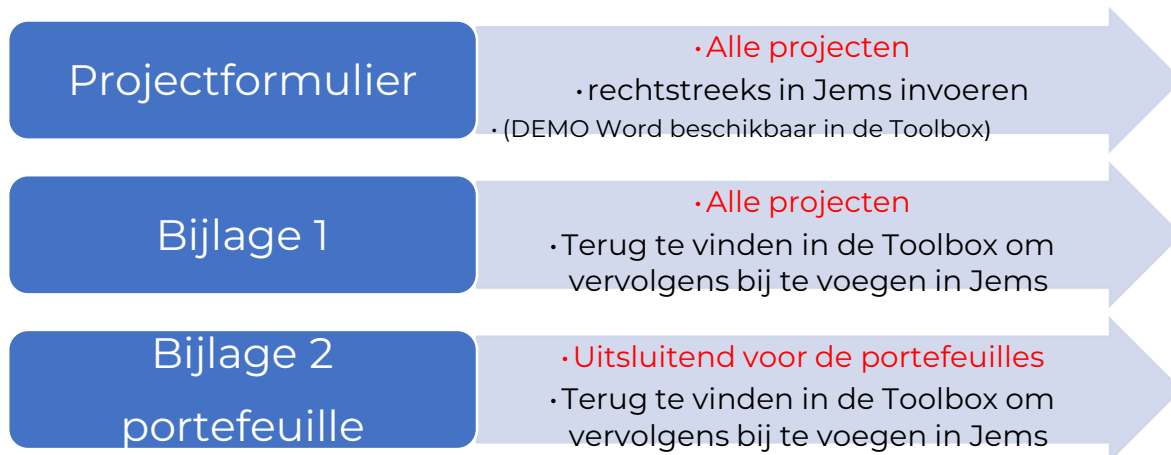 Projectformulier
·Alle projecten
·rechtstreeks in Jems invoeren
·(DEMO Word beschikbaar in de Toolbox)
Bijlage 1
·Alle projecten
·Terug te vinden in de Toolbox om
vervolgens bij te voegen in Jems
Bijlage 2
portefeuille
·Uitsluitend voor de portefeuilles
·Terug te vinden in de Toolbox om
vervolgens bij te voegen in Jems